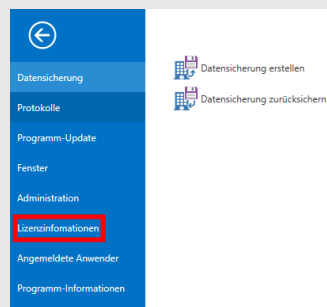 Datensicherung
Protokolle
Programm-Update
Fenster
Administration
Lizenzinfomationen
Angemeldete Anwender
Programm-Informationen
Datensicherung erstellen
Datensicherung zurücksichern